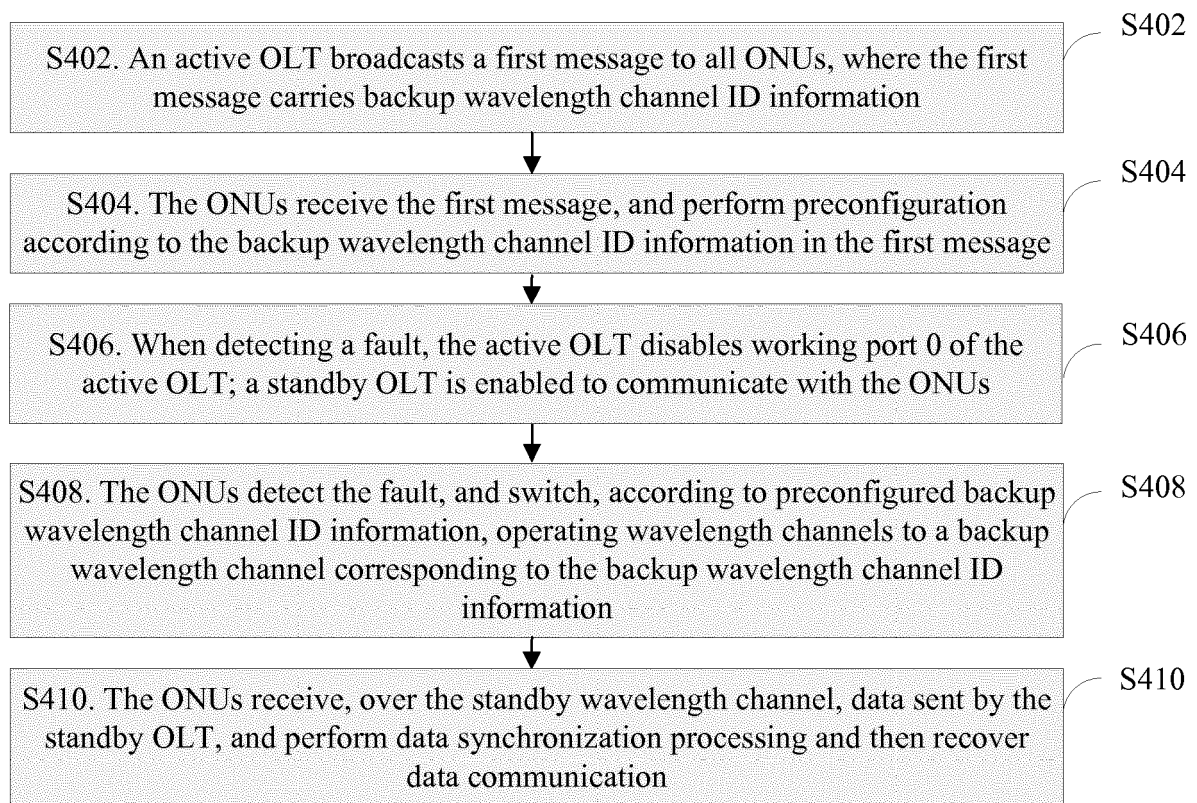 S402. An active OLT broadcasts a first message to all ONUs, where the first
message carries backup wavelength channel ID information
S402
S404. The ONUs receive the first message, and perform preconfiguration
according to the backup wavelength channel ID information in the first message
S404
S406. When detecting a fault, the active OLT disables working port 0 of the
active OLT; a standby OLT is enabled to communicate with the ONUs
S406
S408. The ONUs detect the fault, and switch, according to preconfigured backup
wavelength channel ID information, operating wavelength channels to a backup
wavelength channel corresponding to the backup wavelength channel ID
information
S408
S410. The ONUs receive, over the standby wavelength channel, data sent by the
standby OLT, and perform data synchronization processing and then recover
data communication
S410